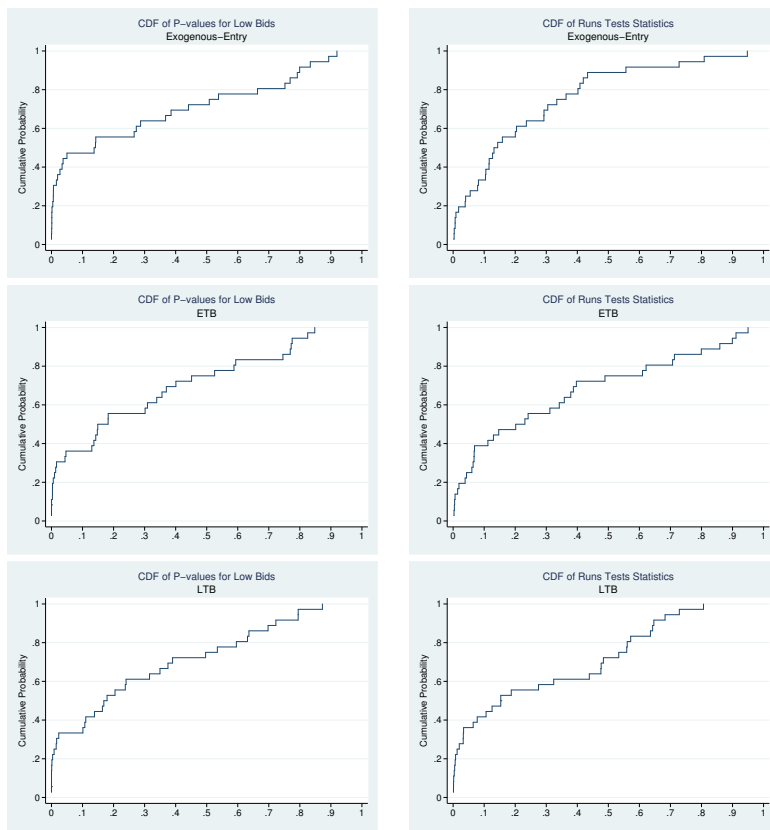 CDF of P−values for Low Bids
Exogenous−Entry
Cumulative Probability
1
.8
.6
.4
.2
0
0 .1 .2 .3 .4 .5 .6 .7 .8 .9 1
CDF of Runs Tests Statistics
Exogenous−Entry
Cumulative Probability
1
.8
.6
.4
.2
0
0 .1 .2 .3 .4 .5 .6 .7 .8 .9 1
CDF of P−values for Low Bids
ETB
Cumulative Probability
1
.8
.6
.4
.2
0
0 .1 .2 .3 .4 .5 .6 .7 .8 .9 1
CDF of Runs Tests Statistics
ETB
Cumulative Probability
1
.8
.6
.4
.2
0
0 .1 .2 .3 .4 .5 .6 .7 .8 .9 1
CDF of P−values for Low Bids
LTB
Cumulative Probability
1
.8
.6
.4
.2
0
0 .1 .2 .3 .4 .5 .6 .7 .8 .9 1
CDF of Runs Tests Statistics
LTB
Cumulative Probability
1
.8
.6
.4
.2
0
0 .1 .2 .3 .4 .5 .6 .7 .8 .9 1